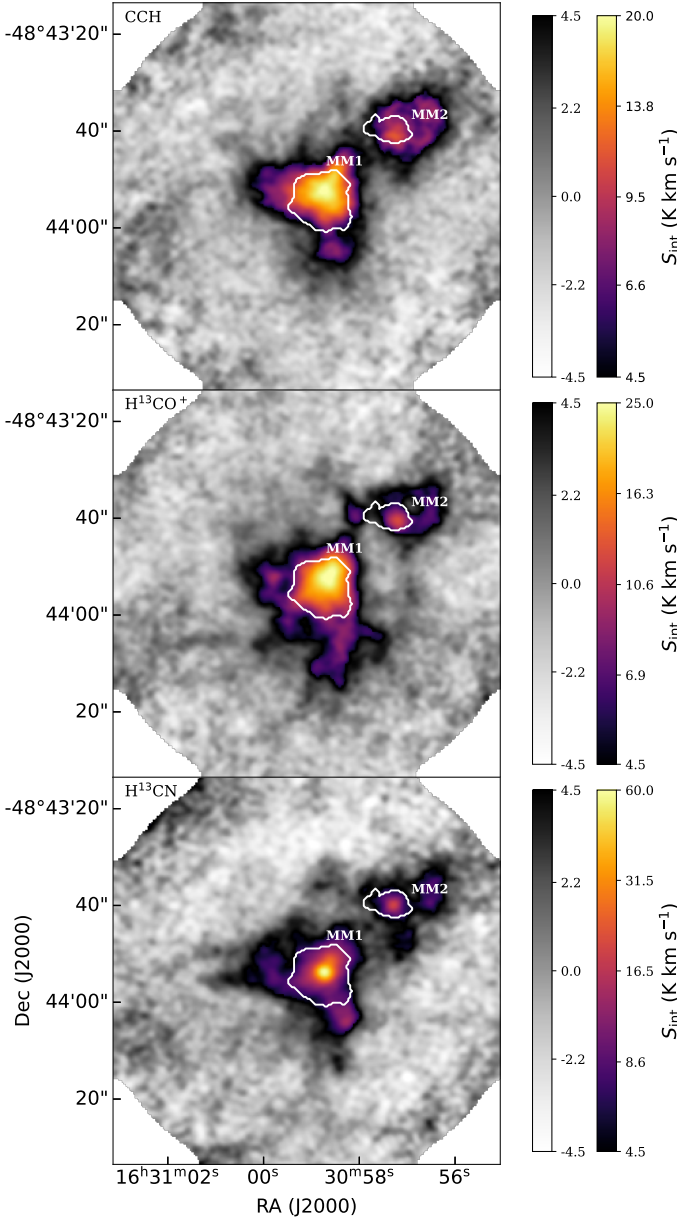 CCH
-48°43'20"
40"
44'00"
20"
MM1
MM2
4.5
2.2
0.0
-2.2
-4.5
20.0
13.8
9.5
6.6
4.5
S_int (K km s⁻¹)
H¹³CO⁺
-48°43'20"
40"
44'00"
20"
MM1
MM2
4.5
2.2
0.0
-2.2
-4.5
25.0
16.3
10.6
6.9
4.5
S_int (K km s⁻¹)
H¹³CN
-48°43'20"
40"
44'00"
20"
MM1
MM2
4.5
2.2
0.0
-2.2
-4.5
60.0
31.5
16.5
8.6
4.5
S_int (K km s⁻¹)
Dec (J2000)
16ʰ31ᵐ02ˢ 00ˢ 30ᵐ58ˢ 56ˢ
RA (J2000)